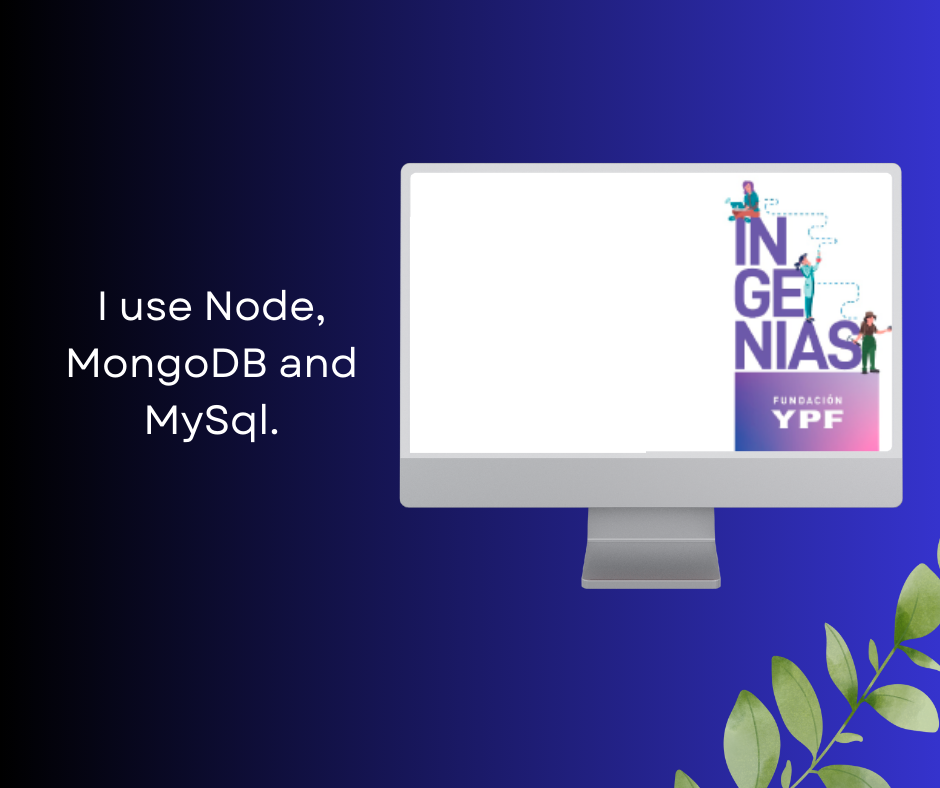 I use Node,
MongoDB and
MySql.
IN
GE
NIAS
FUNDACIÓN
YPF